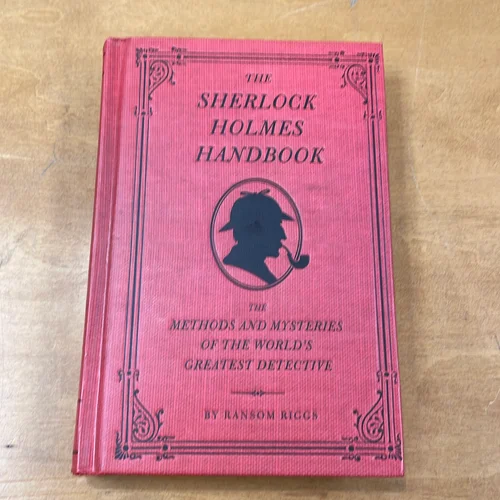 THE
SHERLOCK
HOLMES
HANDBOOK
THE
METHODS AND MYSTERIES
OF THE WORLD'S
GREATEST DETECTIVE
BY RANSOM RIGGS